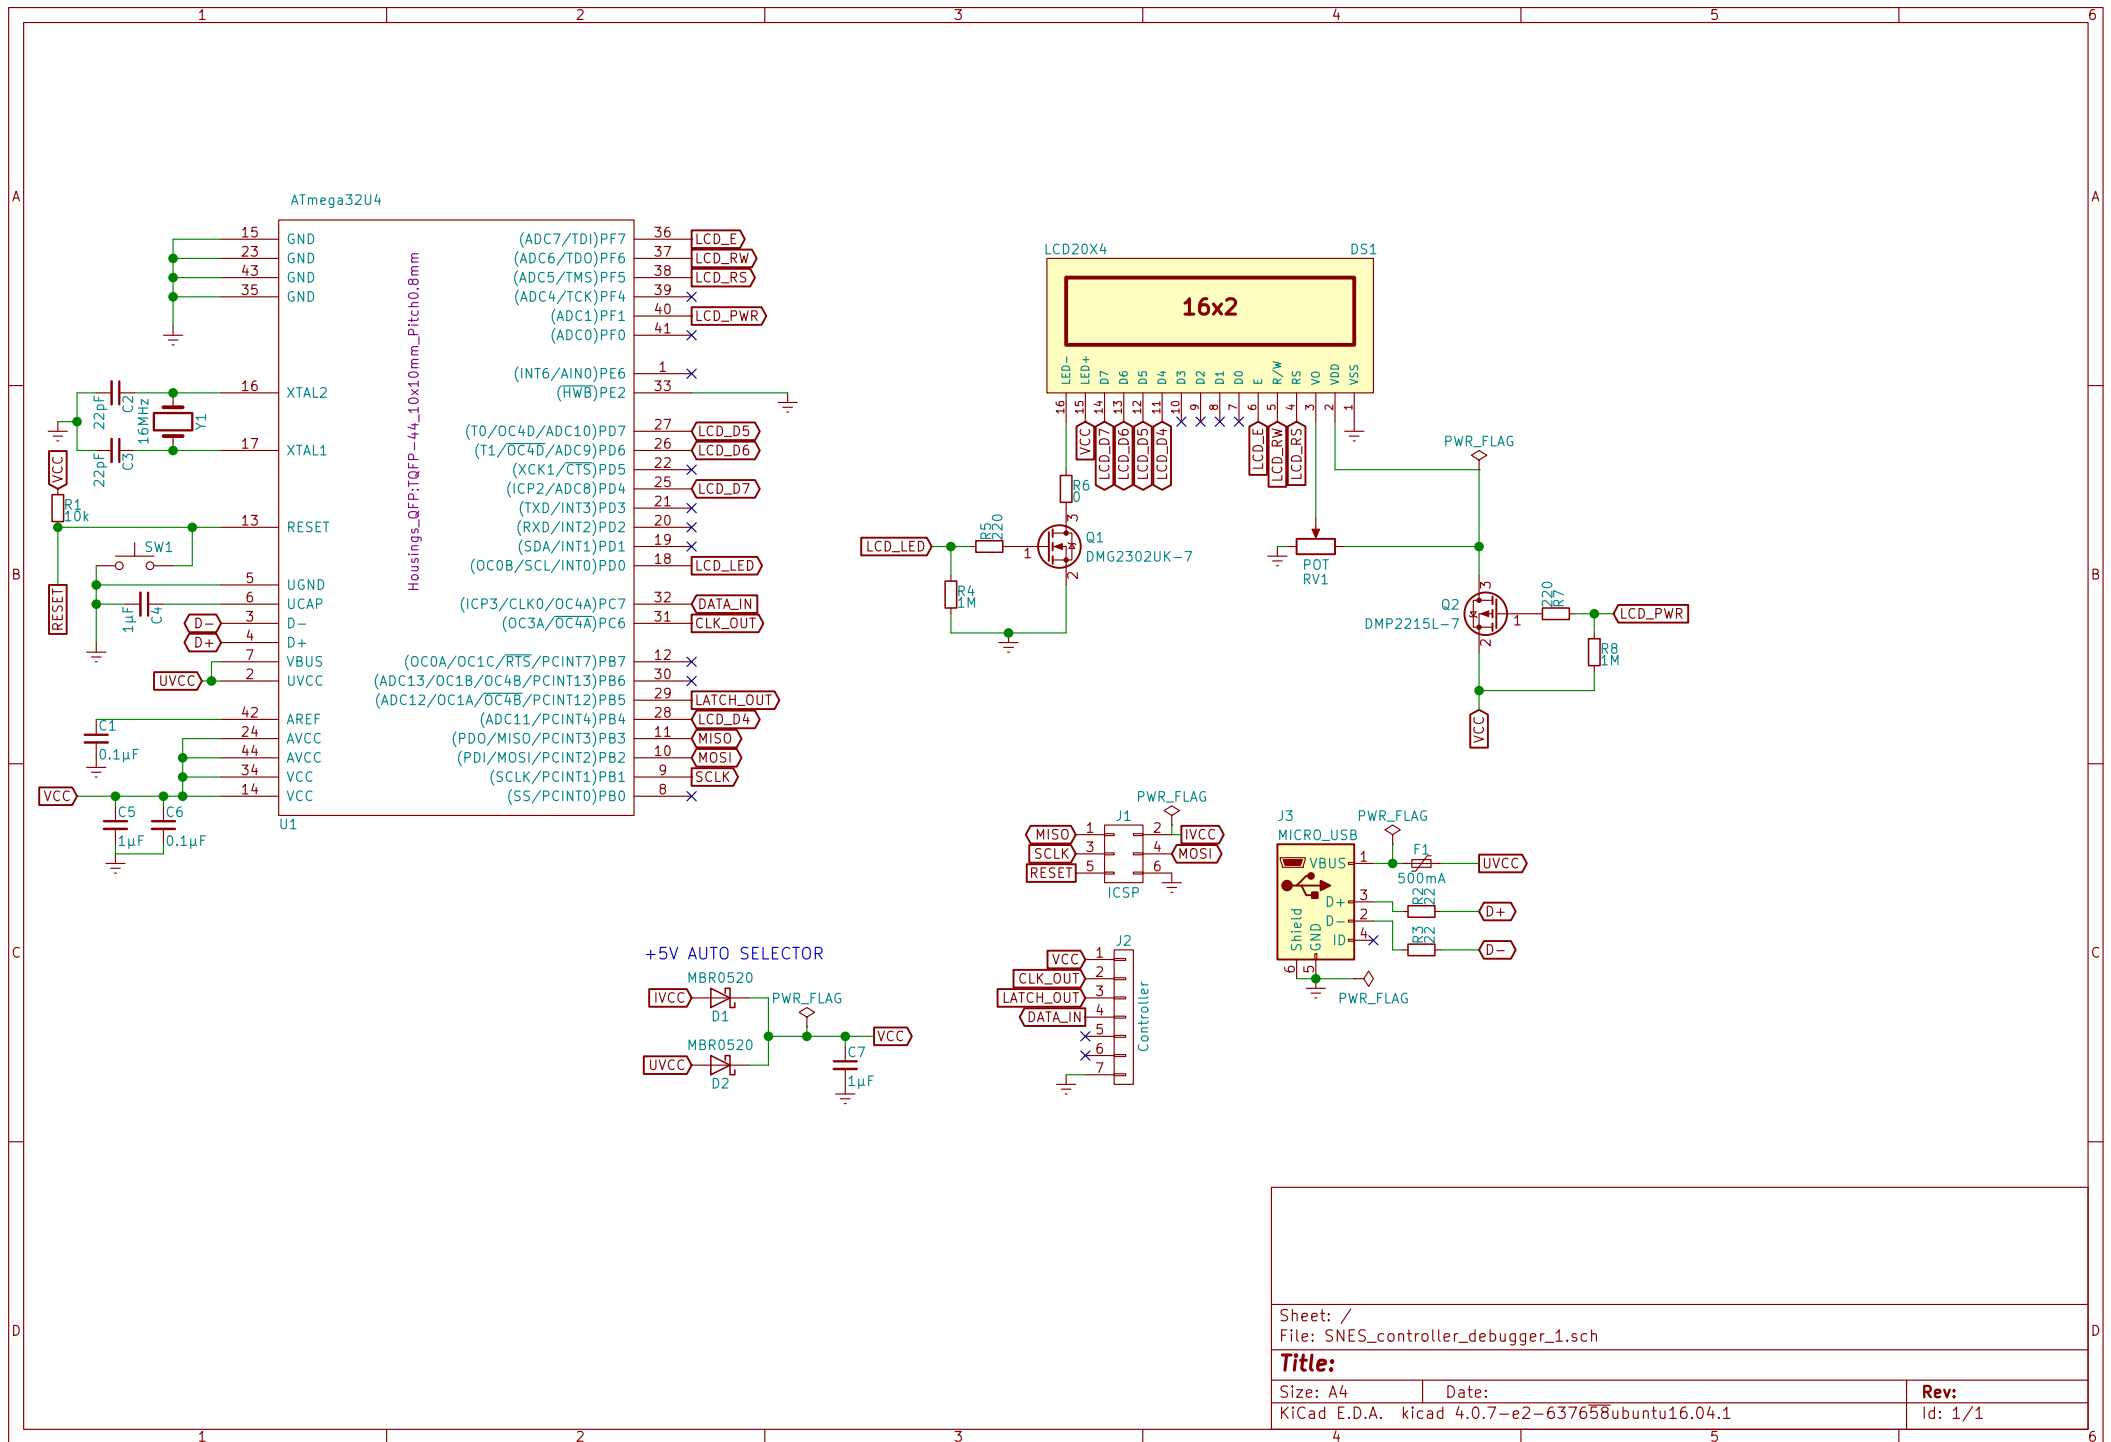 1 2 3 4 5 6
A A
B B
C C
D D
1 2 3 4 5 6
ATmega32U4
15 GND
23 GND
43 GND
35 GND
16 XTAL2
17 XTAL1
13 RESET
5 UGND
6 UCAP
3 D-
4 D+
7 VBUS
2 UVCC
42 AREF
24 AVCC
44 AVCC
34 VCC
14 VCC
U1
Housings_QFP:TQFP-44_10x10mm_Pitch0.8mm
(ADC7/TDI)PF7 36 LCD_E
(ADC6/TDO)PF6 37 LCD_RW
(ADC5/TMS)PF5 38 LCD_RS
(ADC4/TCK)PF4 39
(ADC1)PF1 40 LCD_PWR
(ADC0)PF0 41
(INT6/AIN0)PE6 1
(HWB)PE2 33
(T0/OC4D/ADC10)PD7 27 LCD_D5
(T1/OC4D/ADC9)PD6 26 LCD_D6
(XCK1/CTS)PD5 22
(ICP2/ADC8)PD4 25 LCD_D7
(TXD/INT3)PD3 21
(RXD/INT2)PD2 20
(SDA/INT1)PD1 19
(OC0B/SCL/INT0)PD0 18 LCD_LED
(ICP3/CLK0/OC4A)PC7 32 DATA_IN
(OC3A/OC4A)PC6 31 CLK_OUT
(OC0A/OC1C/RTS/PCINT7)PB7 12
(ADC13/OC1B/OC4B/PCINT13)PB6 30
(ADC12/OC1A/OC4B/PCINT12)PB5 29 LATCH_OUT
(ADC11/PCINT4)PB4 28 LCD_D4
(PDO/MISO/PCINT3)PB3 11 MISO
(PDI/MOSI/PCINT2)PB2 10 MOSI
(SCLK/PCINT1)PB1 9 SCLK
(SS/PCINT0)PB0 8
22pF C2
16MHz Y1
22pF C3
VCC
R1
10k
SW1
RESET
1µF C4
D-
D+
UVCC
C1
0.1µF
VCC
C5
1µF
C6
0.1µF
LCD20X4 DS1
16x2
LED- LED+ D7 D6 D5 D4 D3 D2 D1 D0 E R/W RS VO VDD VSS
16 15 14 13 12 11 10 9 8 7 6 5 4 3 2 1
VCC LCD_D7 LCD_D6 LCD_D5 LCD_D4 LCD_E LCD_RW LCD_RS
R6
0
LCD_LED
R5
220
R4
1M
1
3
2
Q1
DMG2302UK-7
POT
RV1
PWR_FLAG
3
1
2
Q2
DMP2215L-7
220
R7
LCD_PWR
R8
1M
VCC
PWR_FLAG
J1
MISO 1 2 IVCC
SCLK 3 4 MOSI
RESET 5 6
ICSP
J3
MICRO_USB
PWR_FLAG
VBUS 1
F1
500mA
UVCC
D+ 3
R2
22
D+
D- 2
R3
22
D-
ID 4
Shield
GND
6 5
PWR_FLAG
+5V AUTO SELECTOR
MBR0520
IVCC
D1
PWR_FLAG
MBR0520
UVCC
D2
VCC
C7
1µF
J2
VCC 1
CLK_OUT 2
LATCH_OUT 3
DATA_IN 4
5
6
7
Controller
Sheet: /
File: SNES_controller_debugger_1.sch
Title:
Size: A4 Date: Rev:
KiCad E.D.A. kicad 4.0.7-e2-637658ubuntu16.04.1 Id: 1/1